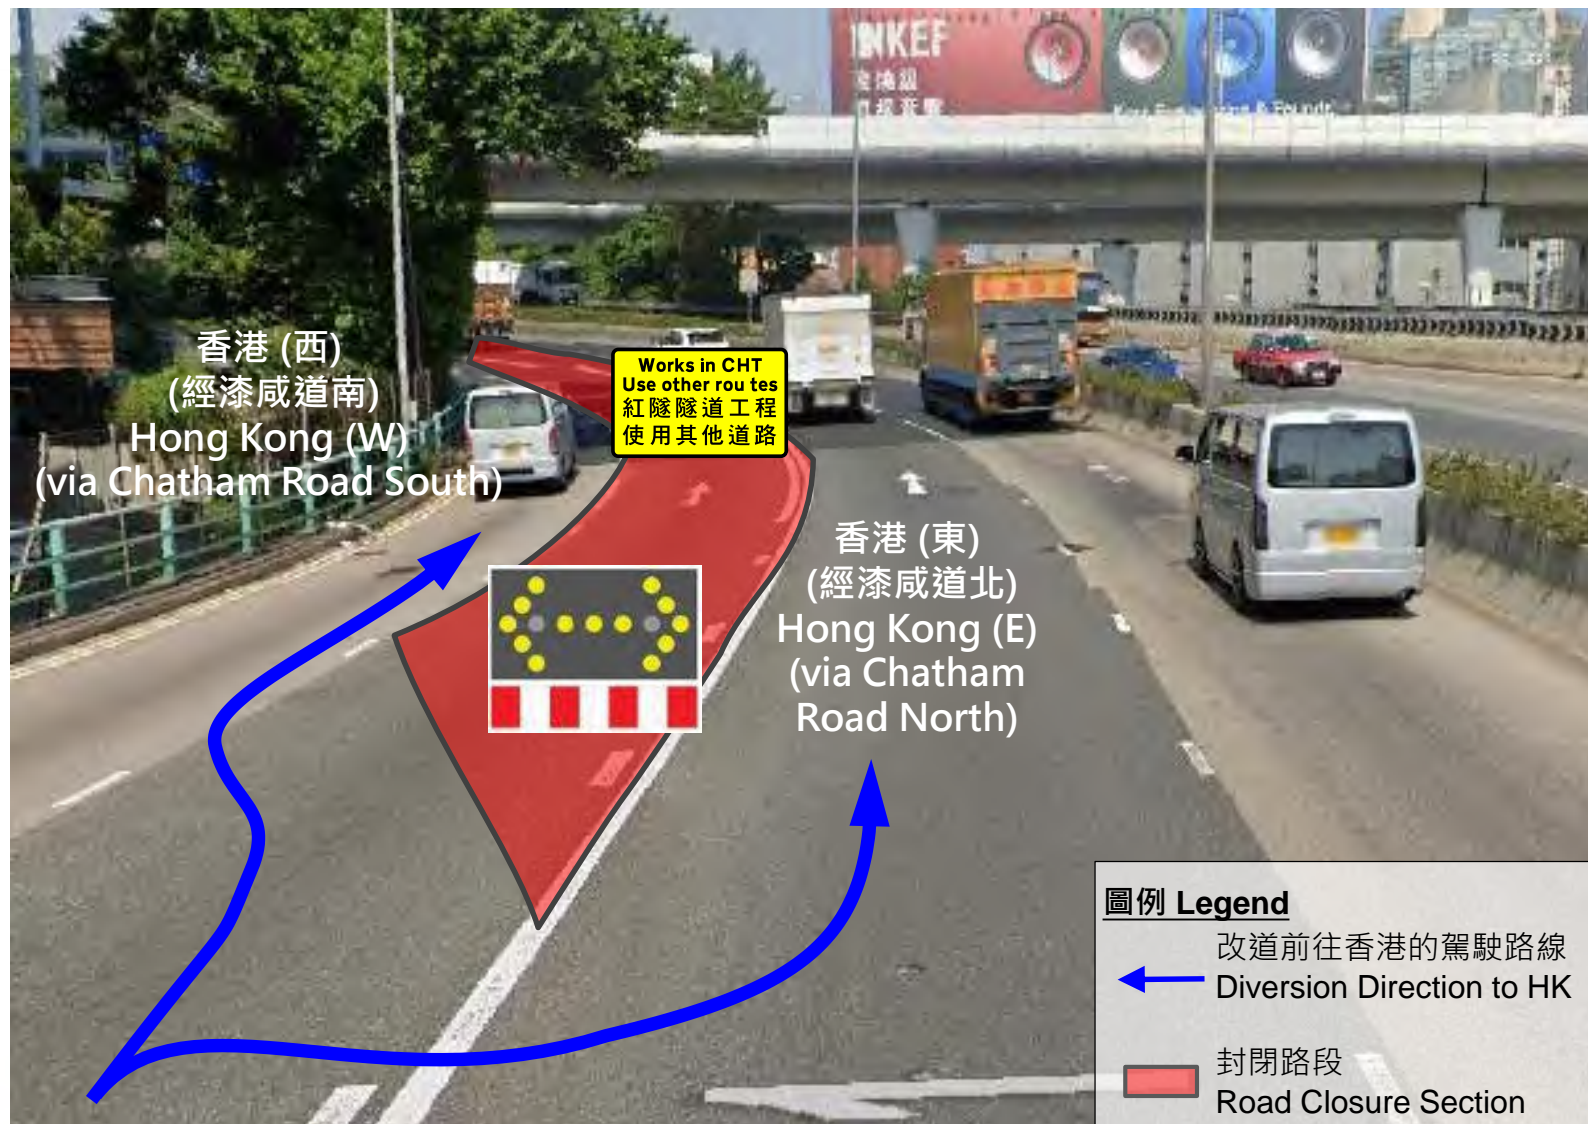 NKEF
香港 (西)
(經漆咸道南)
Hong Kong (W)
(via Chatham Road South)
Works in CHT
Use other rou tes
紅隧隧道工程
使用其他道路
香港 (東)
(經漆咸道北)
Hong Kong (E)
(via Chatham
Road North)
圖例 Legend
改道前往香港的駕駛路線
Diversion Direction to HK
封閉路段
Road Closure Section